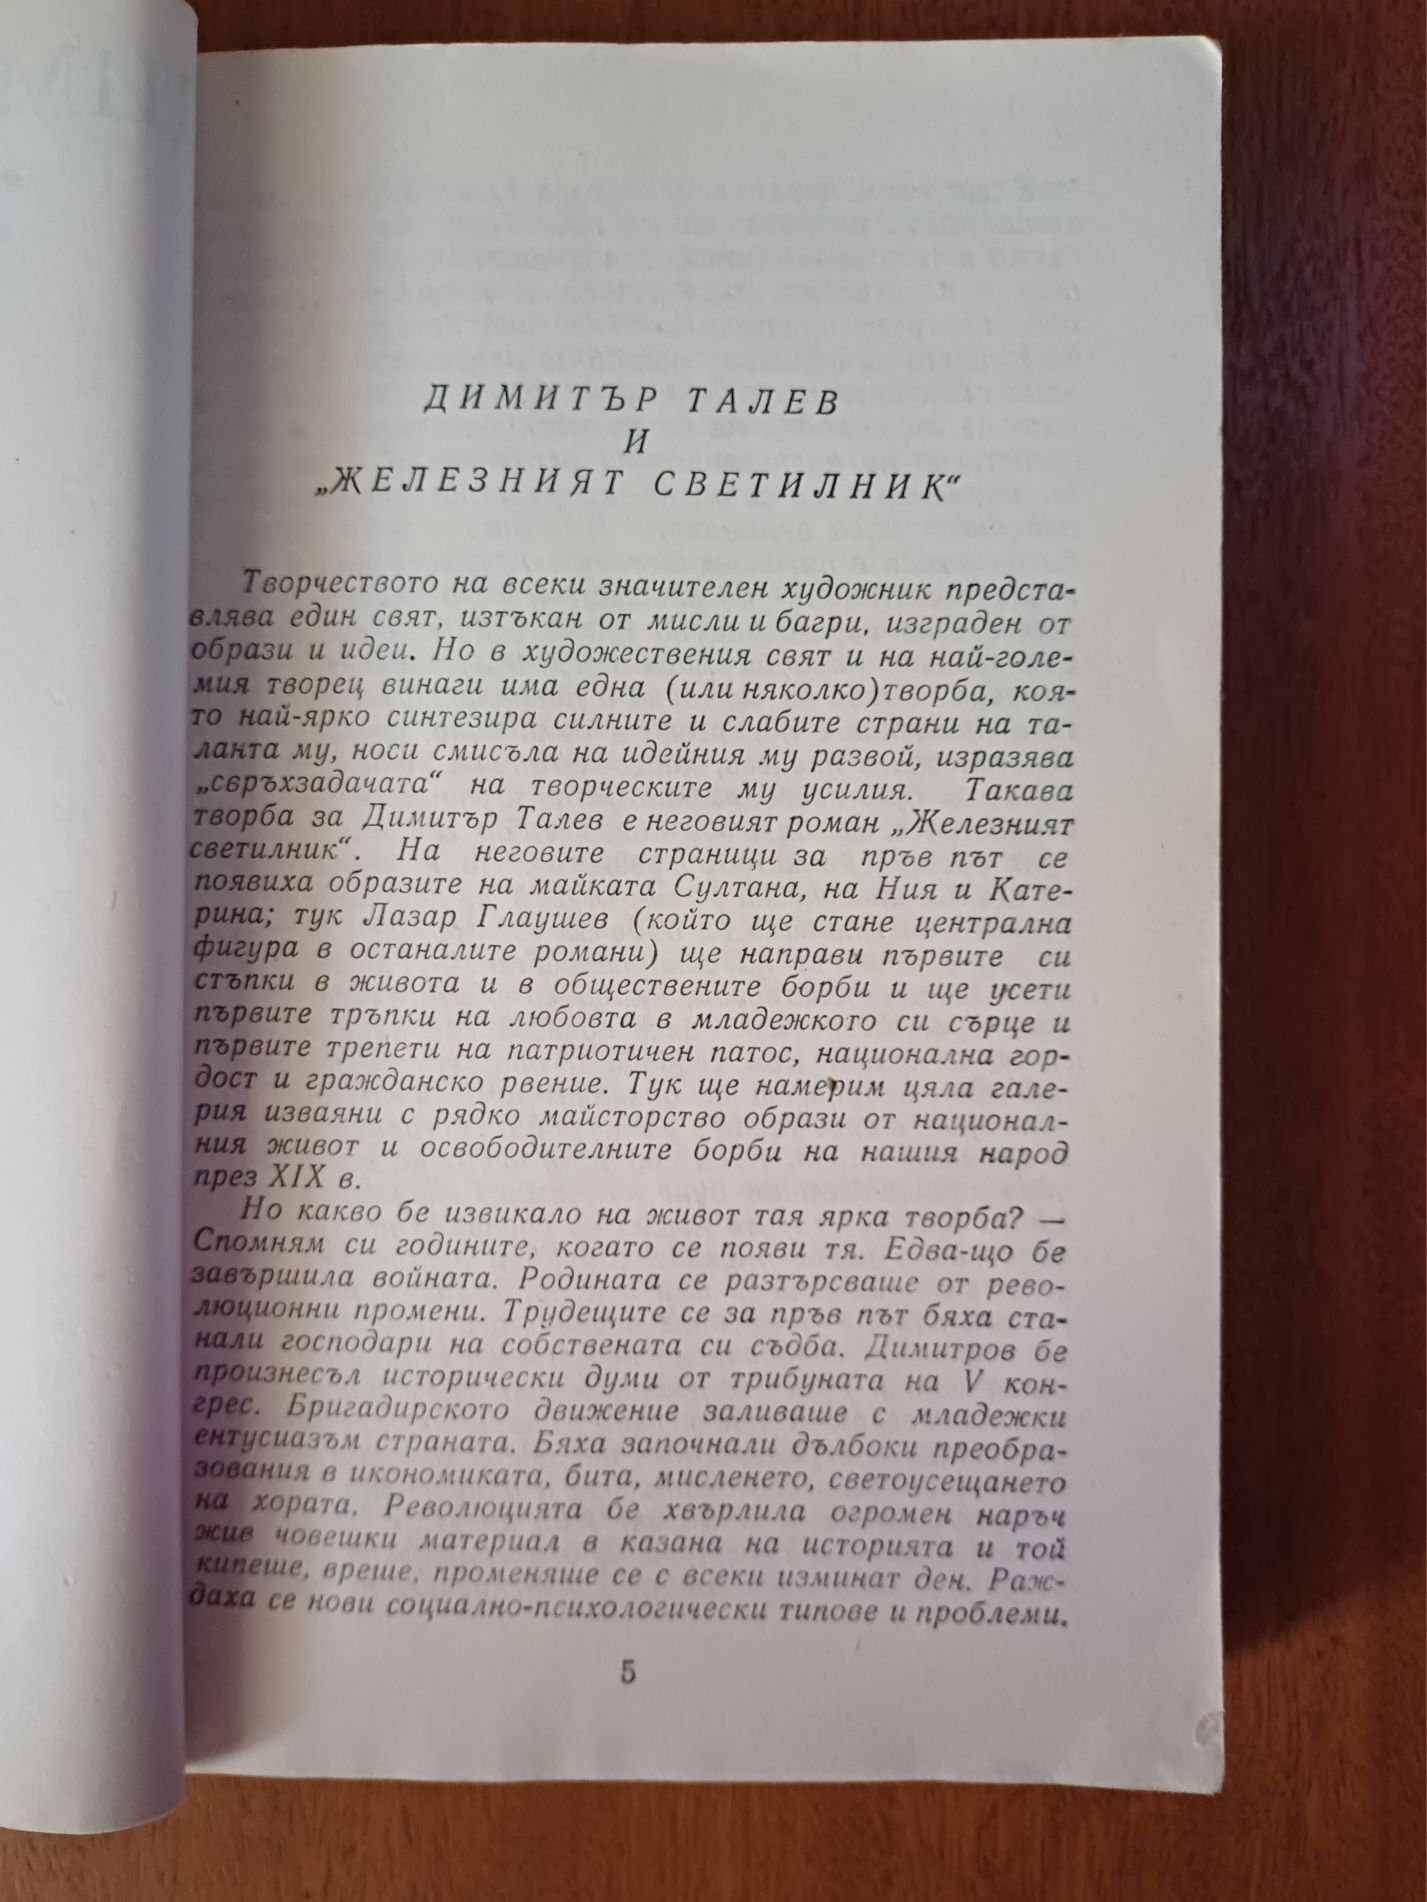 ДИМИТЪР ТАЛЕВ
И
„ЖЕЛЕЗНИЯТ СВЕТИЛНИК“
Творчеството на всеки значителен художник предста-
влява един свят, изтъкан от мисли и багри, изграден от
образи и идеи. Но в художествения свят и на най-голе-
мия творец винаги има една (или няколко)творба, коя-
то най-ярко синтезира силните и слабите страни на та-
ланта му, носи смисъла на идейния му развой, изразява
„свръхзадачата“ на творческите му усилия. Такава
творба за Димитър Талев е неговият роман „Железният
светилник“. На неговите страници за пръв път се
появиха образите на майката Султана, на Ния и Кате-
рина; тук Лазар Глаушев (който ще стане централна
фигура в останалите романи) ще направи първите си
стъпки в живота и в обществените борби и ще усети
първите тръпки на любовта в младежкото си сърце и
първите трепети на патриотичен патос, национална гор-
дост и гражданско рвение. Тук ще намерим цяла гале-
рия изваяни с рядко майсторство образи от национал-
ния живот и освободителните борби на нашия народ
през XIX в.
Но какво бе извикало на живот тая ярка творба? —
Спомням си годините, когато се появи тя. Едва-що бе
завършила войната. Родината се разтърсваше от рево-
люционни промени. Трудещите се за пръв път бяха ста-
нали господари на собствената си съдба. Димитров бе
произнесъл исторически думи от трибуната на V кон-
грес. Бригадирското движение заливаше с младежки
ентусиазъм страната. Бяха започнали дълбоки преобра-
зования в икономиката, бита, мисленето, светоусещането
на хората. Революцията бе хвърлила огромен наръч
жив човешки материал в казана на историята и той
кипеше, вреше, променяше се с всеки изминат ден. Раж-
даха се нови социално-психологически типове и проблеми.
5